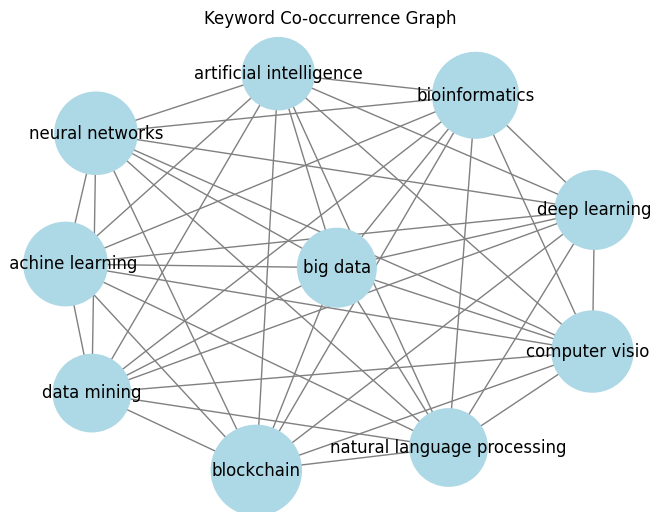 Keyword Co-occurrence Graph
artificial intelligence
bioinformatics
neural networks
deep learning
achine learning
big data
computer visio
data mining
natural language processing
blockchain